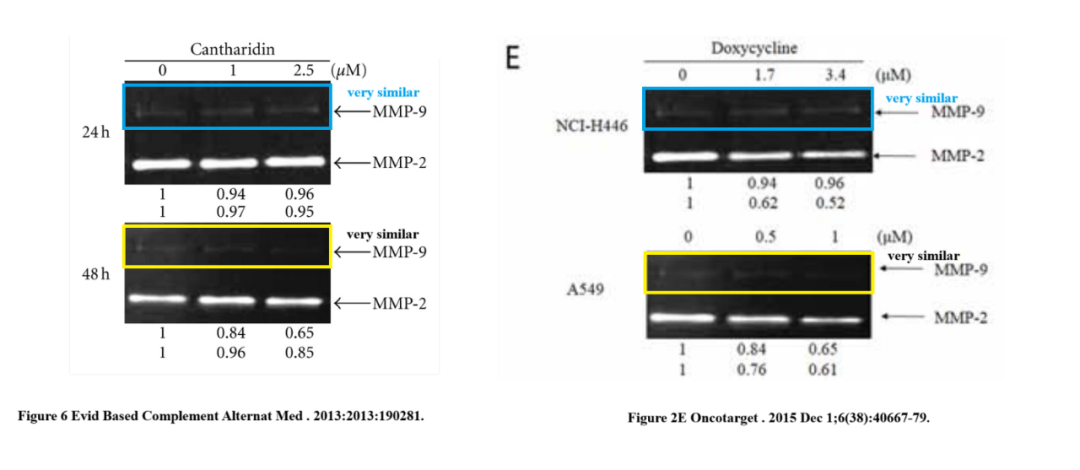 Cantharidin
0 1 2.5 (µM)
very similar
←MMP-9
24 h
←MMP-2
1 0.94 0.96
1 0.97 0.95
very similar
←MMP-9
48 h
←MMP-2
1 0.84 0.65
1 0.96 0.85
Figure 6 Evid Based Complement Alternat Med . 2013:2013:190281.
E
Doxycycline
0 1.7 3.4 (µM)
very similar
← MMP-9
NCI-H446
← MMP-2
1 0.94 0.96
1 0.62 0.52
0 0.5 1 (µM)
very similar
← MMP-9
A549
← MMP-2
1 0.84 0.65
1 0.76 0.61
Figure 2E Oncotarget . 2015 Dec 1;6(38):40667-79.